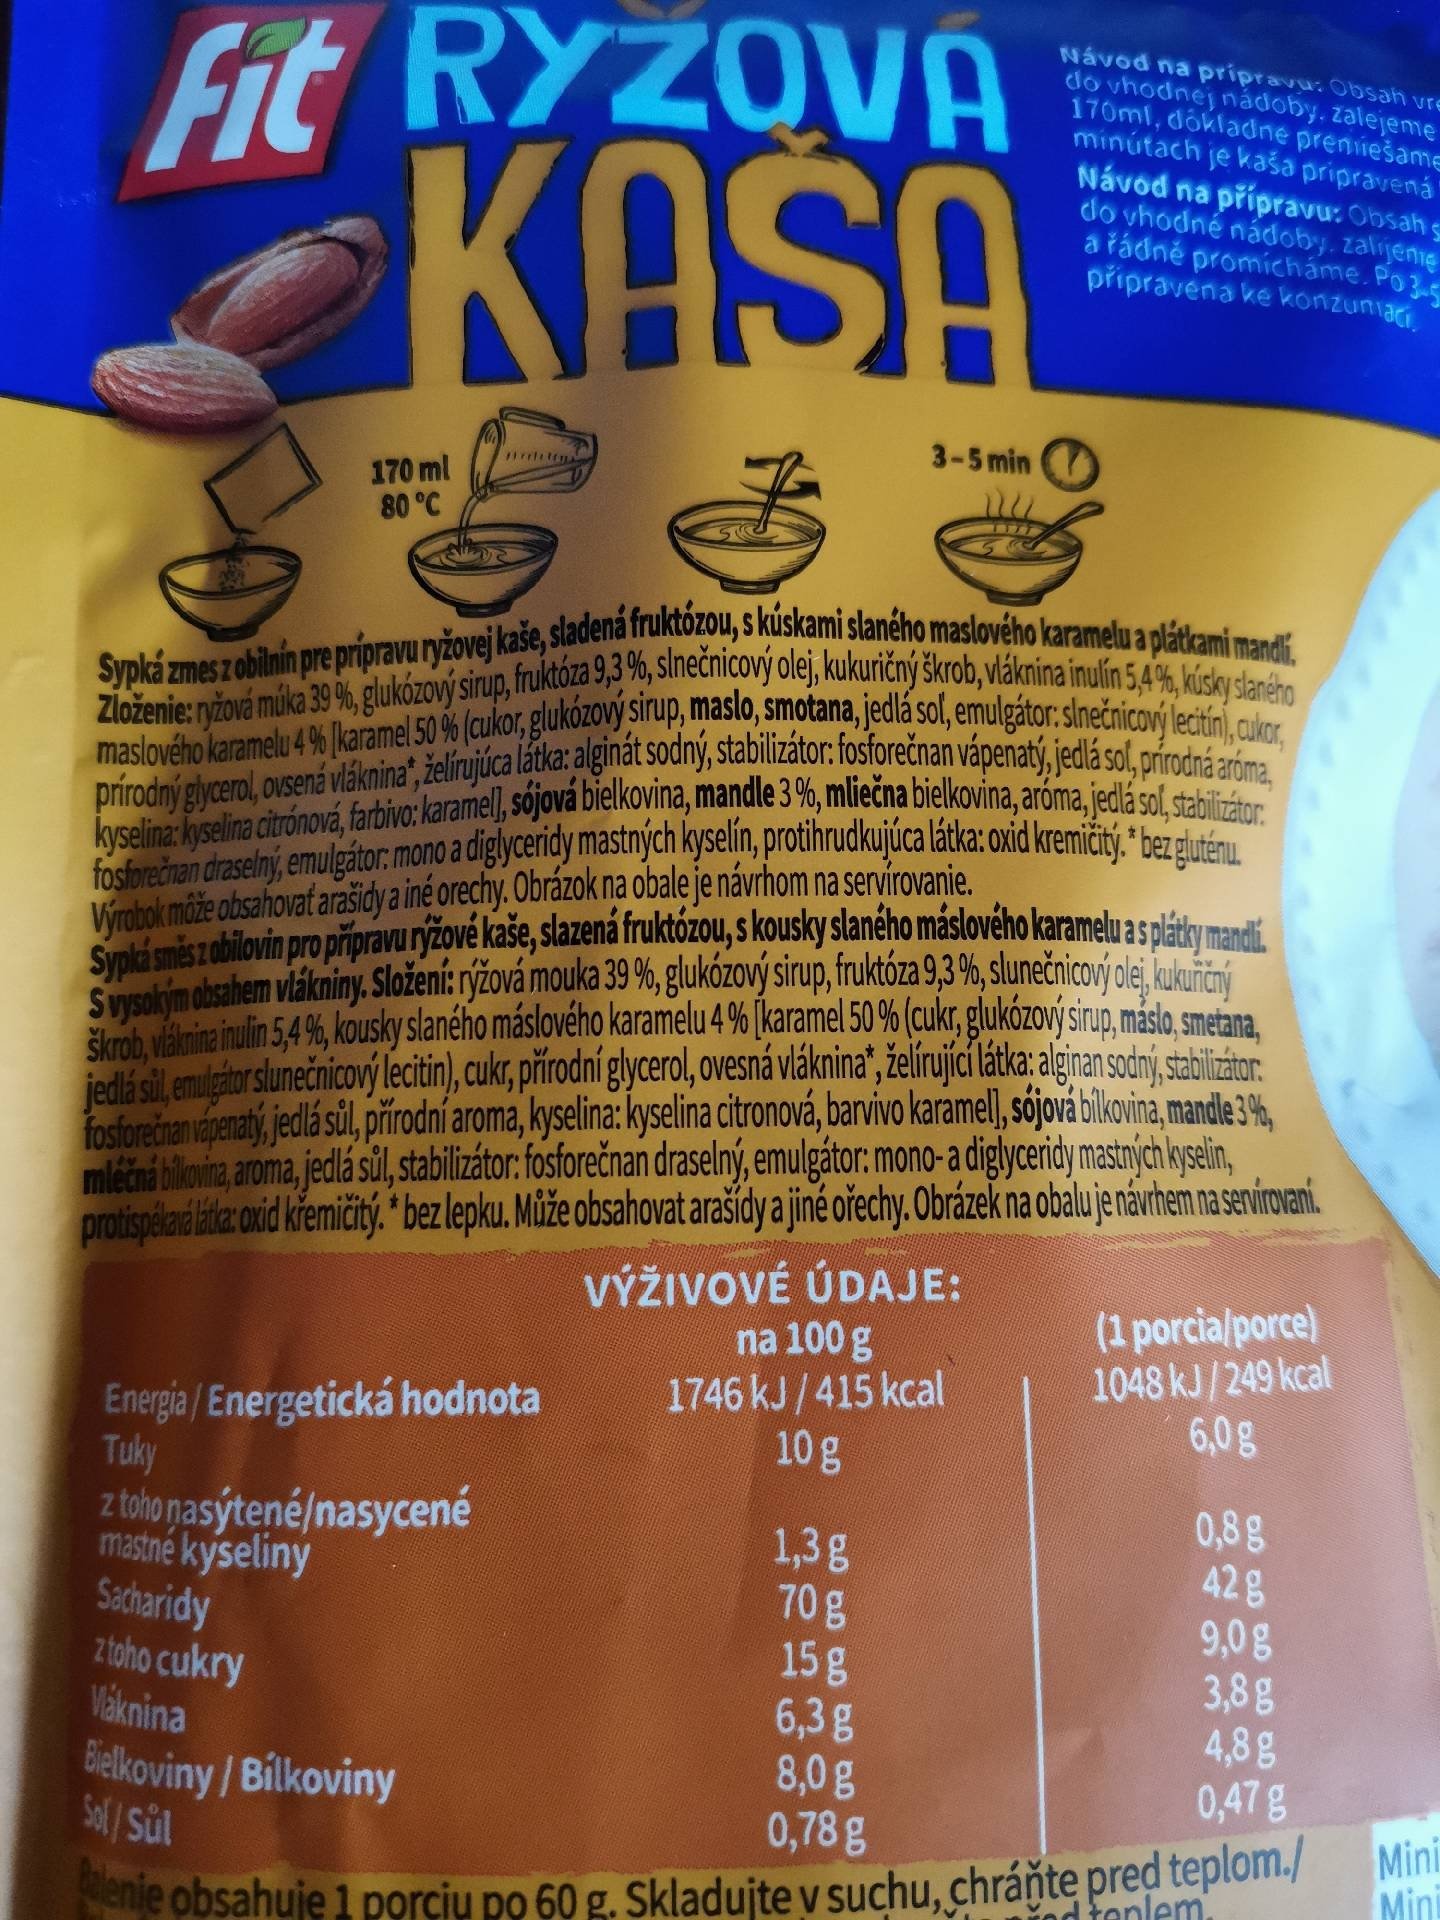 fit RYŽOVÁ
KAŠA
Návod na prípravu: Obsah
do vhodnej nádoby, zalejeme
170ml, dôkladne premiešame
minútach je kaša pripravená
Návod na přípravu: Obsah
do vhodné nádoby, zalijeme
a řádně promícháme. Po 3-5
připravena ke konzumaci.
170 ml
80 °C
3-5 min
Sypká zmes z obilnín pre prípravu ryžovej kaše, sladená fruktózou, s kúskami slaného maslového karamelu a plátkami mandlí.
Zloženie: ryžová múka 39 %, glukózový sirup, fruktóza 9,3 %, slnečnicový olej, kukuričný škrob, vláknina inulín 5,4 %, kúsky slaného
maslového karamelu 4 % [karamel 50 % (cukor, glukózový sirup, maslo, smotana, jedlá soľ, emulgátor: slnečnicový lecitín), cukor,
prírodný glycerol, ovsená vláknina*, želírujúca látka: alginát sodný, stabilizátor: fosforečnan vápenatý, jedlá soľ, prírodná aróma,
kyselina: kyselina citrónová, farbivo: karamel], sójová bielkovina, mandle 3 %, mliečna bielkovina, aróma, jedlá soľ, stabilizátor:
fosforečnan draselný, emulgátor: mono a diglyceridy mastných kyselín, protihrudkujúca látka: oxid kremičitý. * bez gluténu.
Výrobok môže obsahovať arašidy a iné orechy. Obrázok na obale je návrhom na servírovanie.
Sypká směs z obilovin pro přípravu rýžové kaše, slazená fruktózou, s kousky slaného máslového karamelu a s plátky mandlí.
S vysokým obsahem vlákniny. Složení: rýžová mouka 39 %, glukózový sirup, fruktóza 9,3 %, slunečnicový olej, kukuřičný
škrob, vláknina inulin 5,4 %, kousky slaného máslového karamelu 4 % [karamel 50 % (cukr, glukózový sirup, máslo, smetana,
jedlá sůl, emulgátor slunečnicový lecitin), cukr, přírodní glycerol, ovesná vláknina*, želírující látka: alginan sodný, stabilizátor:
fosforečnan vápenatý, jedlá sůl, přírodní aroma, kyselina: kyselina citronová, barvivo karamel], sójová bílkovina, mandle 3 %,
mléčná bílkovina, aroma, jedlá sůl, stabilizátor: fosforečnan draselný, emulgátor: mono- a diglyceridy mastných kyselin,
protispékavá látka: oxid křemičitý. * bez lepku. Může obsahovat arašídy a jiné ořechy. Obrázek na obalu je návrhem na servírovaní.
VÝŽIVOVÉ ÚDAJE:
na 100 g (1 porcia/porce)
Energia / Energetická hodnota 1746 kJ / 415 kcal 1048 kJ / 249 kcal
Tuky 10 g 6,0 g
z toho nasýtené/nasycené
mastné kyseliny 1,3 g 0,8 g
Sacharidy 70 g 42 g
z toho cukry 15 g 9,0 g
Vláknina 6,3 g 3,8 g
Bielkoviny / Bílkoviny 8,0 g 4,8 g
Soľ / Sůl 0,78 g 0,47 g
Balenie obsahuje 1 porciu po 60 g. Skladujte v suchu, chráňte pred teplom./
před teplem.
Mini
Mini